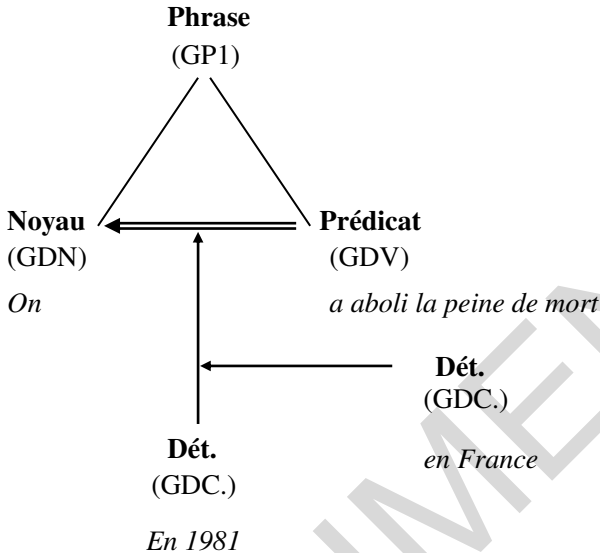 Phrase
(GP1)
Noyau
Prédicat
(GDN)
(GDV)
On
a aboli la peine de mort
Dét.
(GDC.)
en France
Dét.
(GDC.)
En 1981